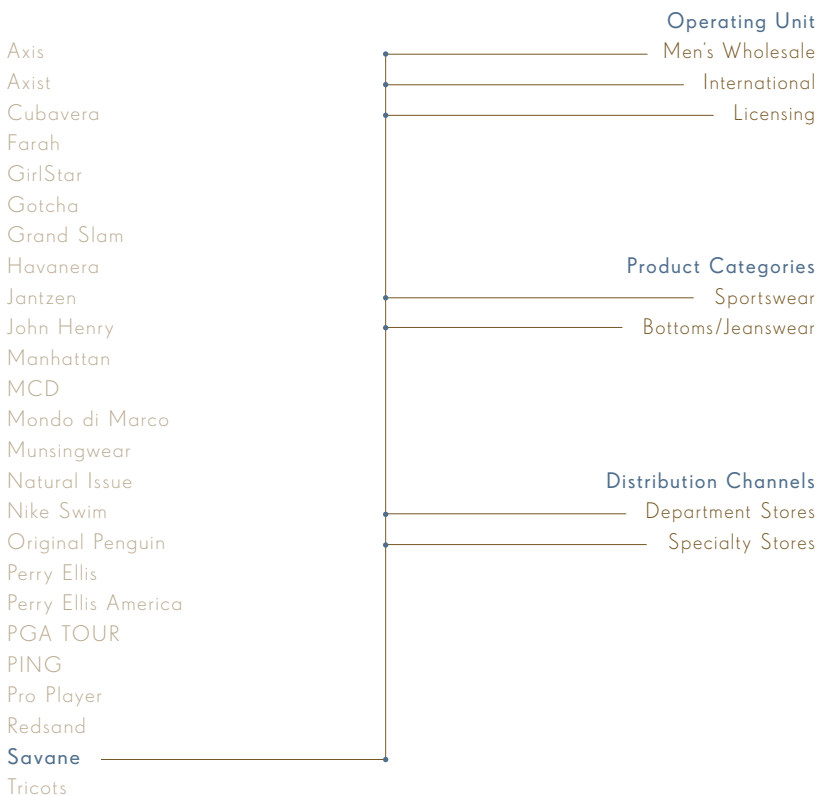 Axis
Axist
Cubavera
Farah
GirlStar
Gotcha
Grand Slam
Havanera
Jantzen
John Henry
Manhattan
MCD
Mondo di Marco
Munsingwear
Natural Issue
Nike Swim
Original Penguin
Perry Ellis
Perry Ellis America
PGA TOUR
PING
Pro Player
Redsand
Savane
Tricots
Operating Unit
Men's Wholesale
International
Licensing
Product Categories
Sportswear
Bottoms/Jeanswear
Distribution Channels
Department Stores
Specialty Stores